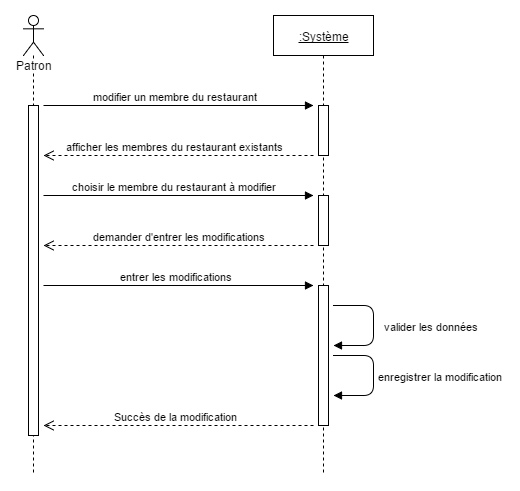 :Système
Patron
modifier un membre du restaurant
afficher les membres du restaurant existants
choisir le membre du restaurant à modifier
demander d'entrer les modifications
entrer les modifications
valider les données
enregistrer la modification
Succès de la modification